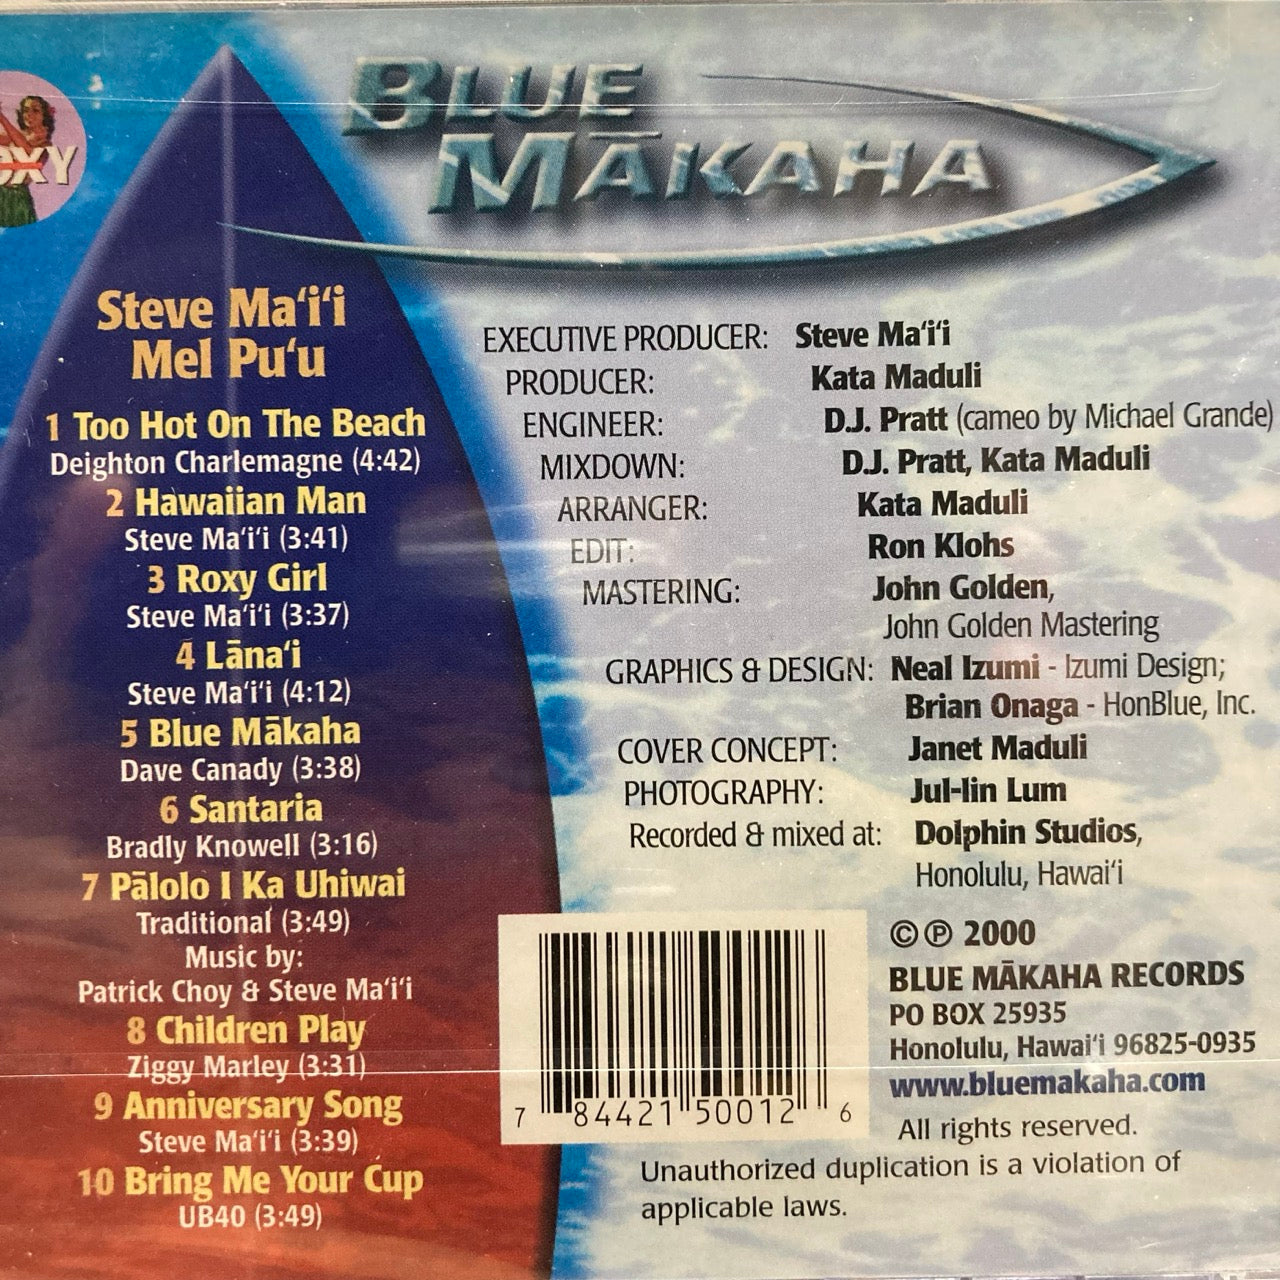 OXY
BLUE
MĀKAHA
Steve Ma‘i‘i
Mel Pu‘u
1 Too Hot On The Beach
Deighton Charlemagne (4:42)
2 Hawaiian Man
Steve Ma‘i‘i (3:41)
3 Roxy Girl
Steve Ma‘i‘i (3:37)
4 Lāna‘i
Steve Ma‘i‘i (4:12)
5 Blue Mākaha
Dave Canady (3:38)
6 Santaria
Bradly Knowell (3:16)
7 Pālolo I Ka Uhiwai
Traditional (3:49)
Music by:
Patrick Choy & Steve Ma‘i‘i
8 Children Play
Ziggy Marley (3:31)
9 Anniversary Song
Steve Ma‘i‘i (3:39)
10 Bring Me Your Cup
UB40 (3:49)
EXECUTIVE PRODUCER: Steve Ma‘i‘i
PRODUCER: Kata Maduli
ENGINEER: D.J. Pratt (cameo by Michael Grande)
MIXDOWN: D.J. Pratt, Kata Maduli
ARRANGER: Kata Maduli
EDIT: Ron Klohs
MASTERING: John Golden,
John Golden Mastering
GRAPHICS & DESIGN: Neal Izumi - Izumi Design;
Brian Onaga - HonBlue, Inc.
COVER CONCEPT: Janet Maduli
PHOTOGRAPHY: Jul-lin Lum
Recorded & mixed at: Dolphin Studios,
Honolulu, Hawai‘i
© ℗ 2000
BLUE MĀKAHA RECORDS
PO BOX 25935
Honolulu, Hawai‘i 96825-0935
www.bluemakaha.com
All rights reserved.
Unauthorized duplication is a violation of
applicable laws.
7 84421 50012 6